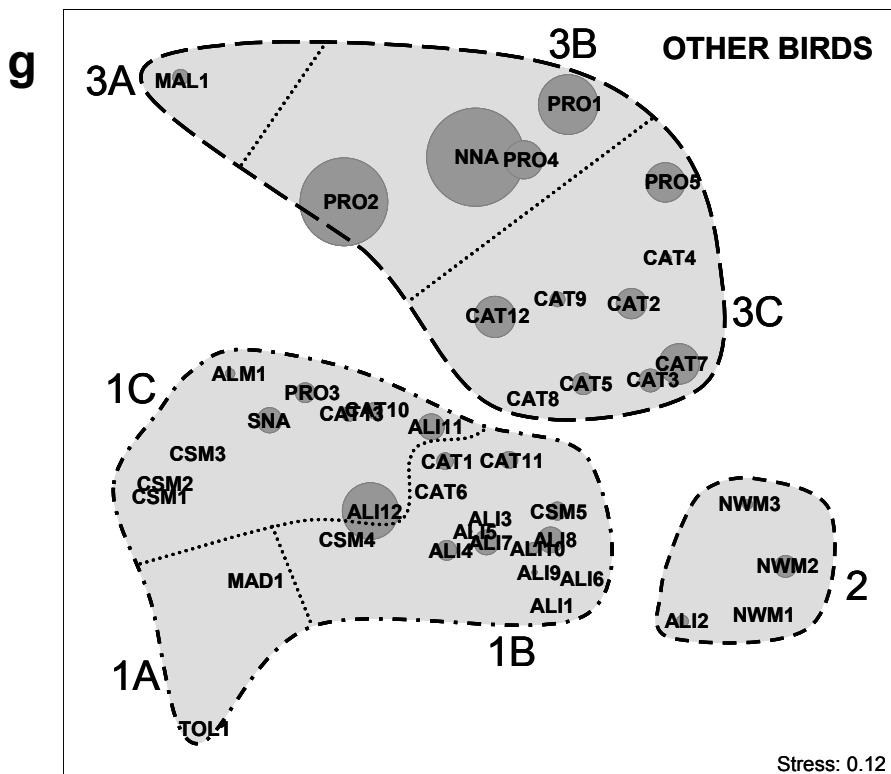 g
OTHER BIRDS
3B
3A
MAL1
PRO1
NNA
PRO4
PRO5
PRO2
CAT4
CAT9
CAT2
CAT12
3C
CAT7
CAT3
CAT5
CAT8
1C
ALM1
PRO3
CAT10
CAT13
SNA
ALI11
CSM3
CAT1
CAT11
CSM2
CSM1
CAT6
NWM3
ALI12
ALI3
CSM5
ALI5
CSM4
ALI7
ALI8
ALI4
ALI10
NWM2
MAD1
ALI9
ALI6
2
ALI1
NWM1
ALI2
1B
1A
TOL1
Stress: 0.12